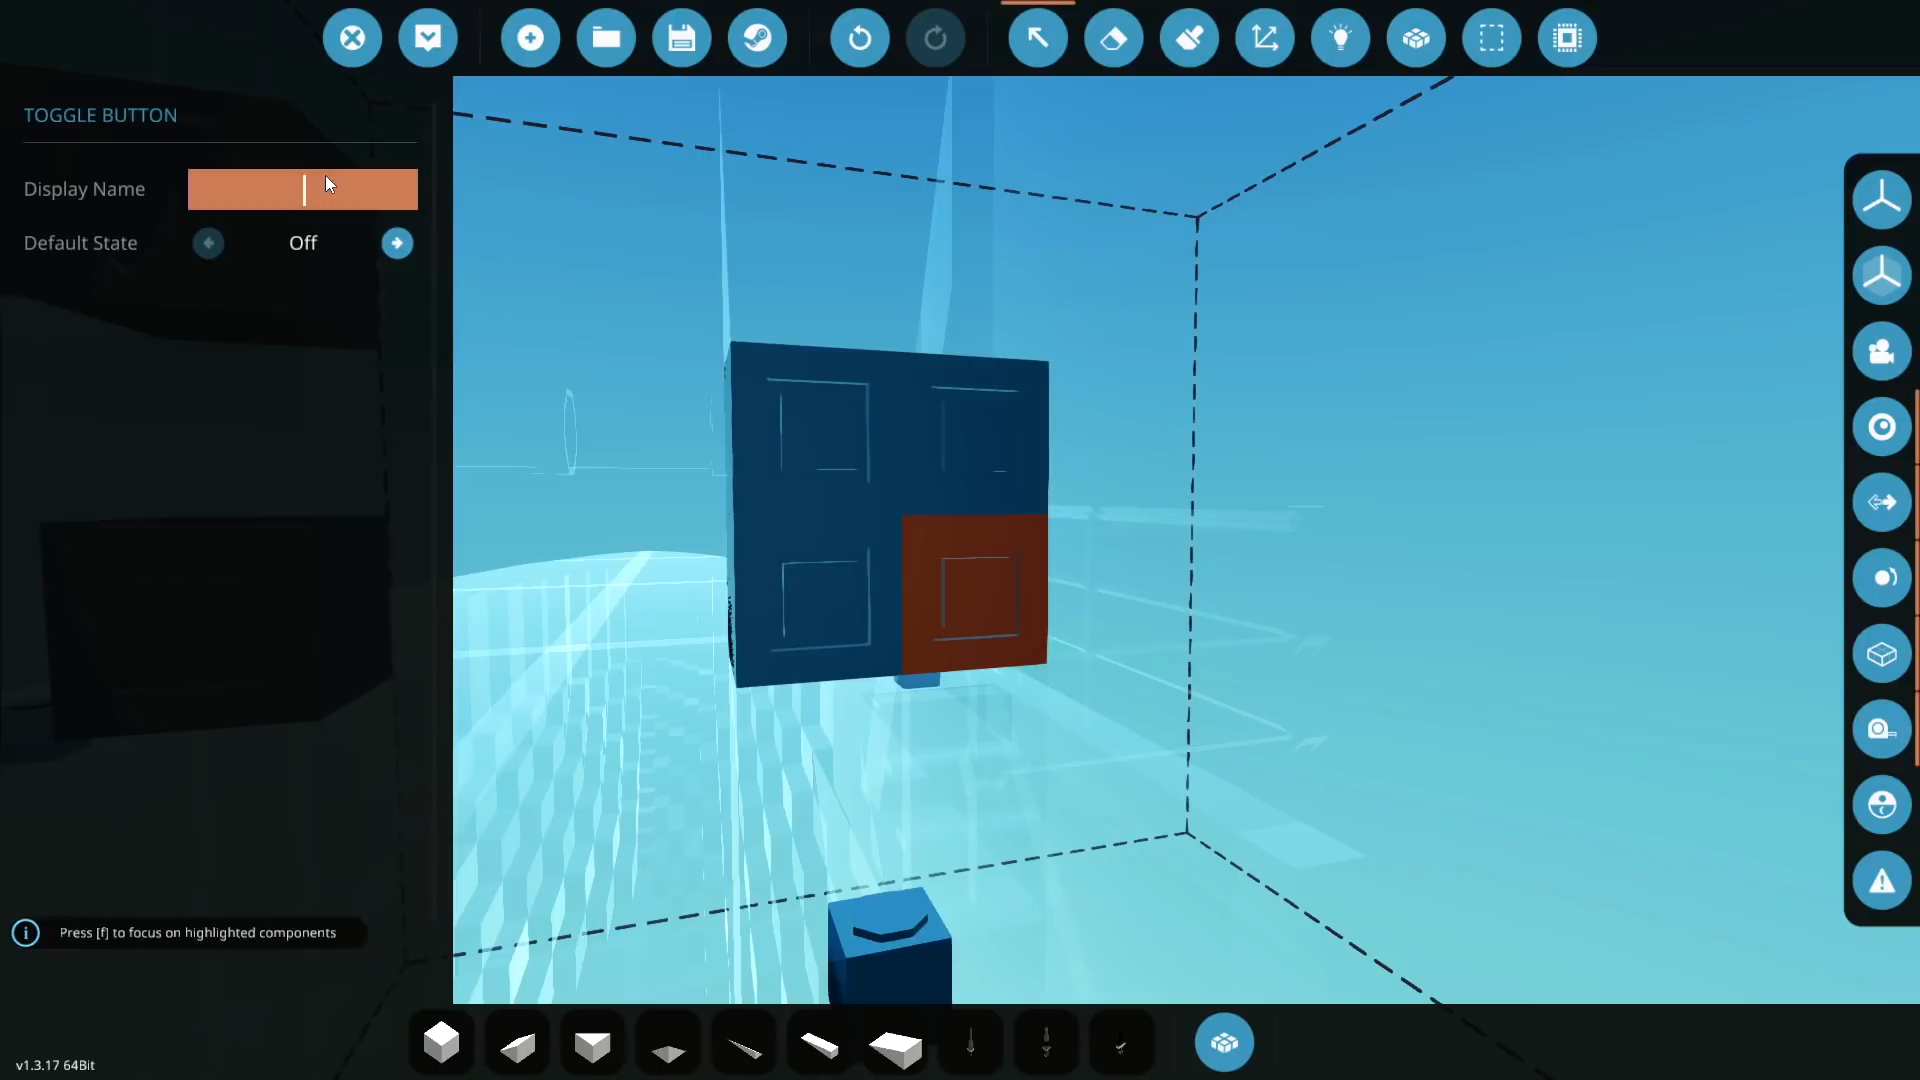 TOGGLE BUTTON
Display Name
Default State Off
Press [f] to focus on highlighted components
v1.3.17 64Bit